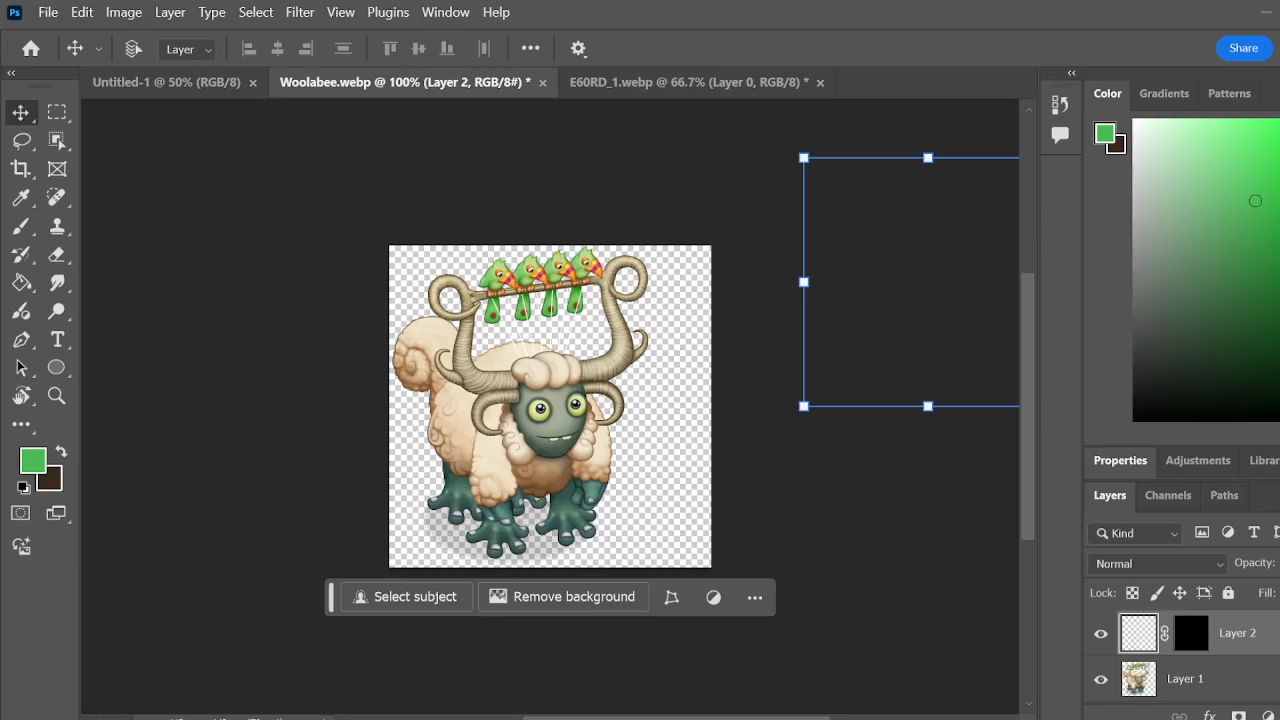 Ps File Edit Image Layer Type Select Filter View Plugins Window Help
Layer Share
Untitled-1 @ 50% (RGB/8) Woolabee.webp @ 100% (Layer 2, RGB/8#) * E60RD_1.webp @ 66.7% (Layer 0, RGB/8) *
Color Gradients Patterns
Properties Adjustments Librar
Layers Channels Paths
Kind
Normal Opacity:
Lock: Fill:
Select subject Remove background
Layer 2
Layer 1